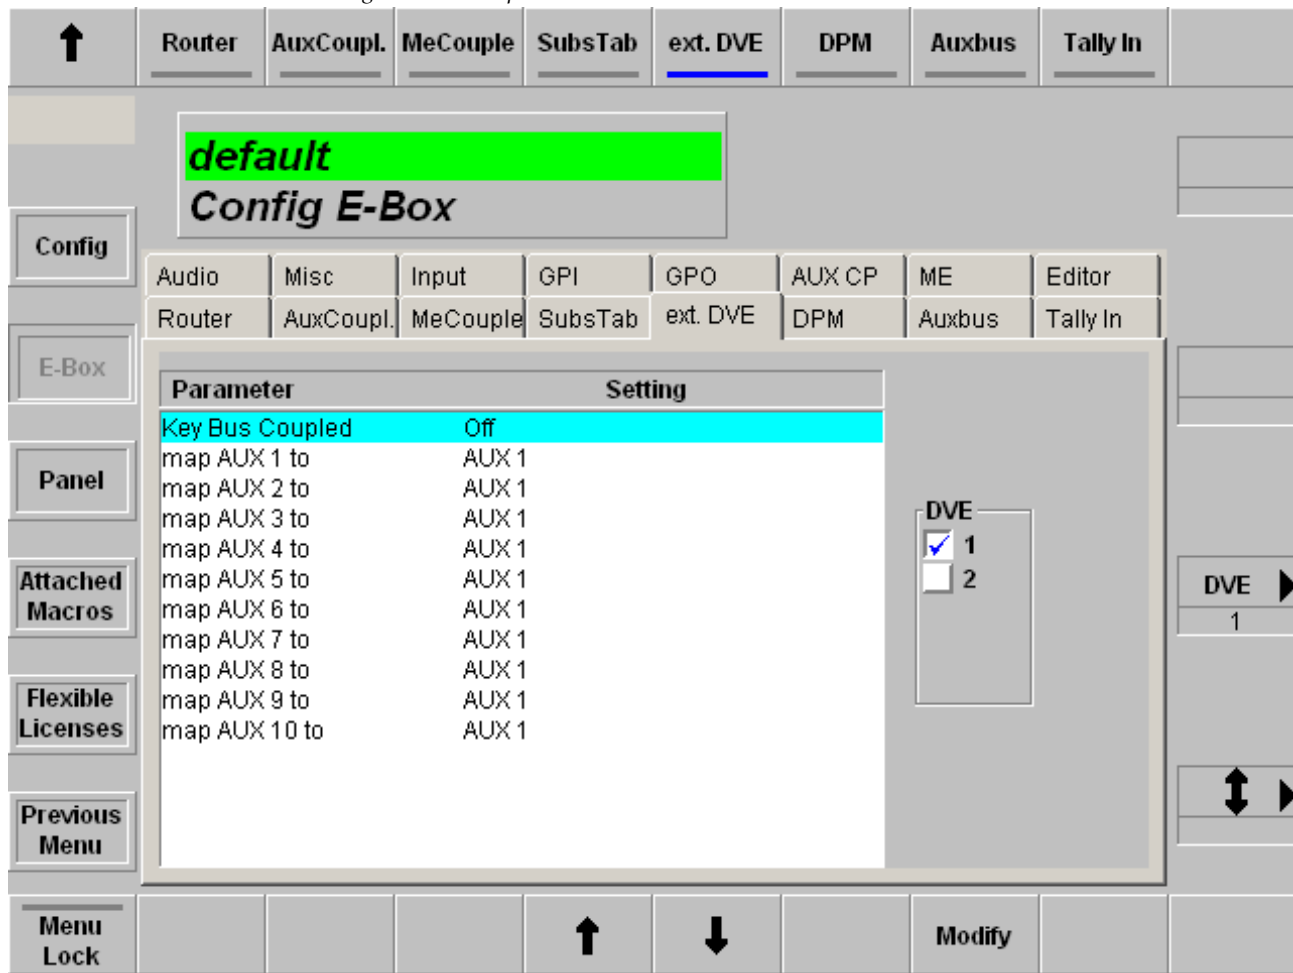 Router AuxCoupl. MeCouple SubsTab ext. DVE DPM Auxbus Tally In
default
Config E-Box
Config
Audio Misc Input GPI GPO AUX CP ME Editor
Router AuxCoupl. MeCouple SubsTab ext. DVE DPM Auxbus Tally In
E-Box
Parameter Setting
Key Bus Coupled Off
map AUX 1 to AUX 1
map AUX 2 to AUX 1
map AUX 3 to AUX 1
map AUX 4 to AUX 1
map AUX 5 to AUX 1
map AUX 6 to AUX 1
map AUX 7 to AUX 1
map AUX 8 to AUX 1
map AUX 9 to AUX 1
map AUX 10 to AUX 1
Panel
DVE
1
2
Attached
Macros
DVE
1
Flexible
Licenses
Previous
Menu
Menu
Lock
Modify